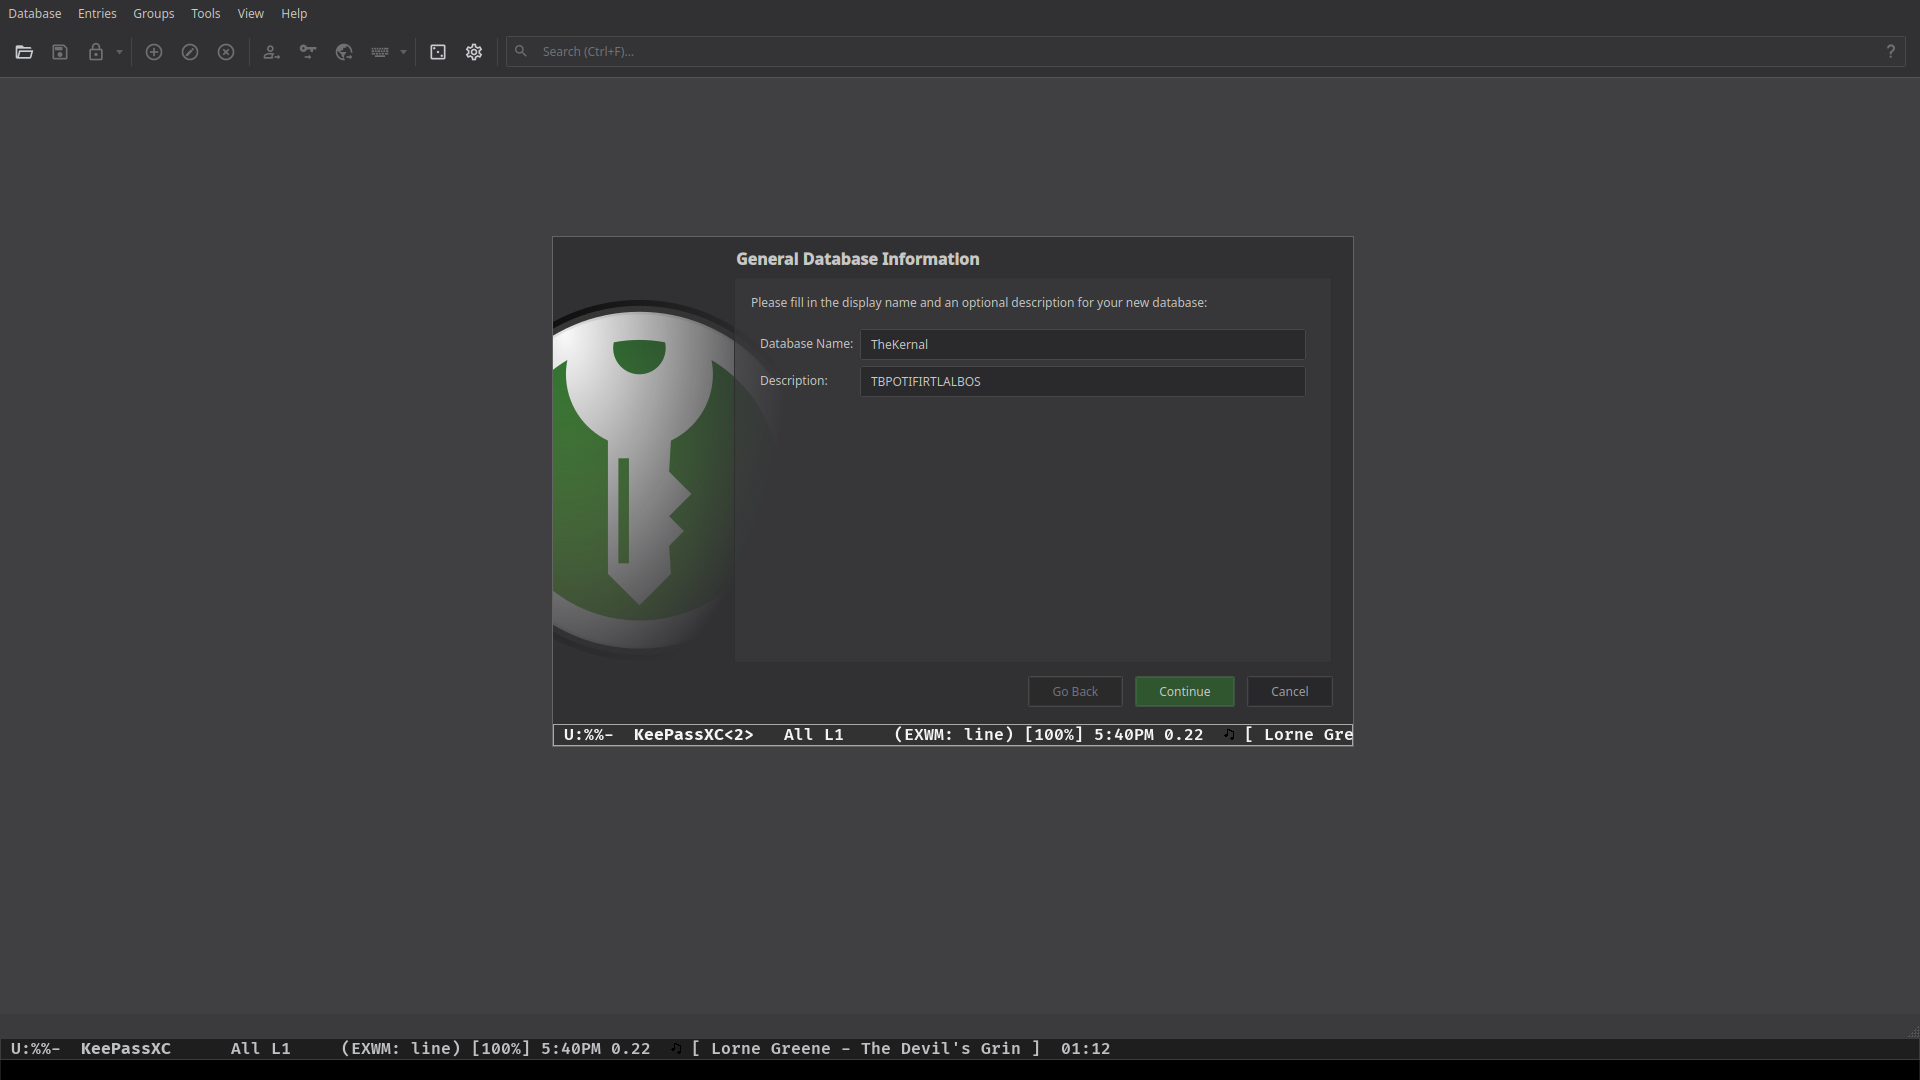 Database Entries Groups Tools View Help
Search (Ctrl+F)... ?
General Database Information
Please fill in the display name and an optional description for your new database:
Database Name: TheKernal
Description: TBPOTIFIRTLALBOS
Go Back Continue Cancel
U:%%- KeePassXC<2> All L1 (EXWM: line) [100%] 5:40PM 0.22 ♫ [ Lorne Gre
U:%%- KeePassXC All L1 (EXWM: line) [100%] 5:40PM 0.22 ♫ [ Lorne Greene - The Devil's Grin ] 01:12